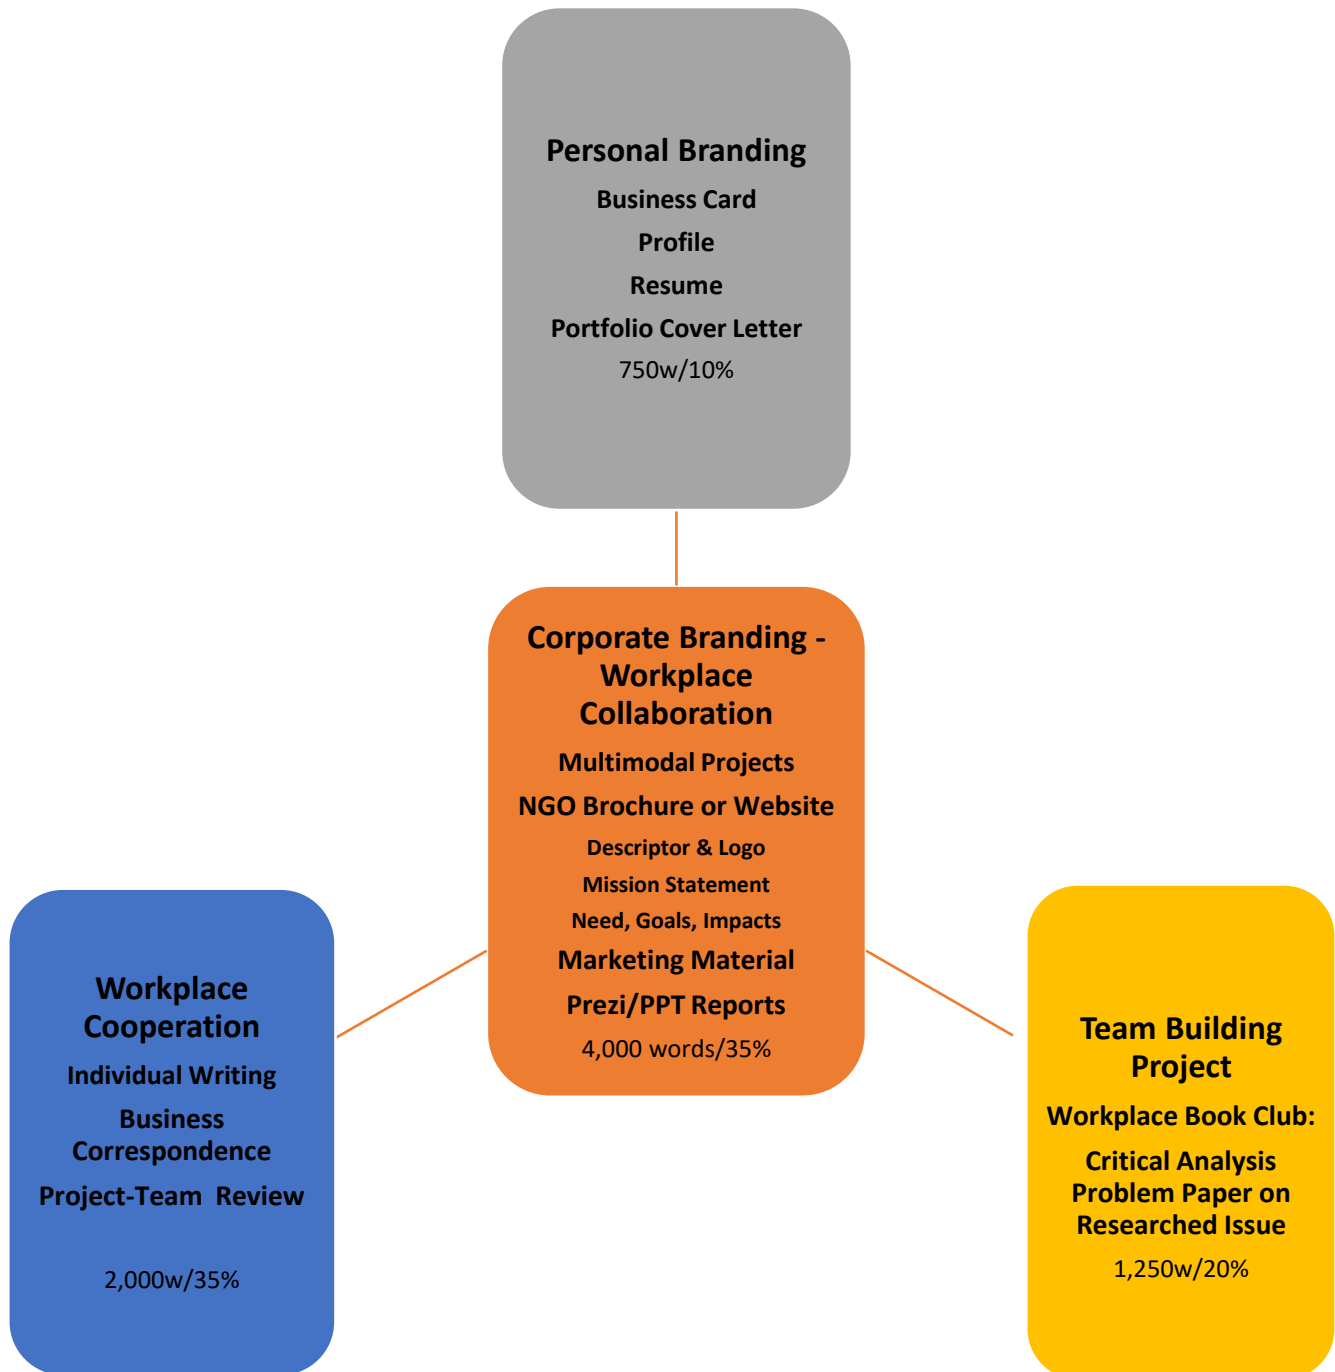 Personal Branding
Business Card
Profile
Resume
Portfolio Cover Letter
750w/10%
Corporate Branding -
Workplace
Collaboration
Multimodal Projects
NGO Brochure or Website
Descriptor & Logo
Mission Statement
Need, Goals, Impacts
Marketing Material
Prezi/PPT Reports
4,000 words/35%
Workplace
Cooperation
Individual Writing
Business
Correspondence
Project-Team  Review
2,000w/35%
Team Building
Project
Workplace Book Club:
Critical Analysis
Problem Paper on
Researched Issue
1,250w/20%